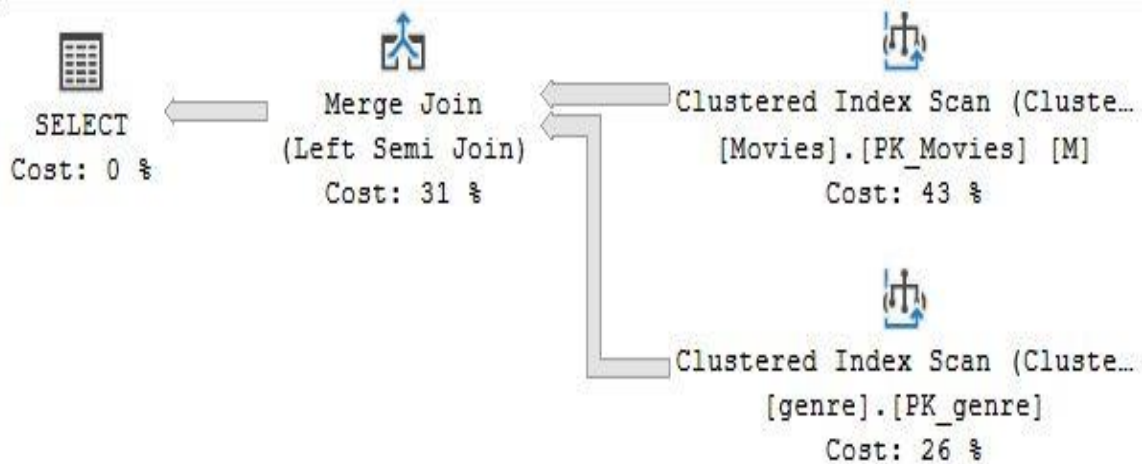 SELECT
Cost: 0 %
Merge Join
(Left Semi Join)
Cost: 31 %
Clustered Index Scan (Cluste…
[Movies].[PK_Movies] [M]
Cost: 43 %
Clustered Index Scan (Cluste…
[genre].[PK_genre]
Cost: 26 %